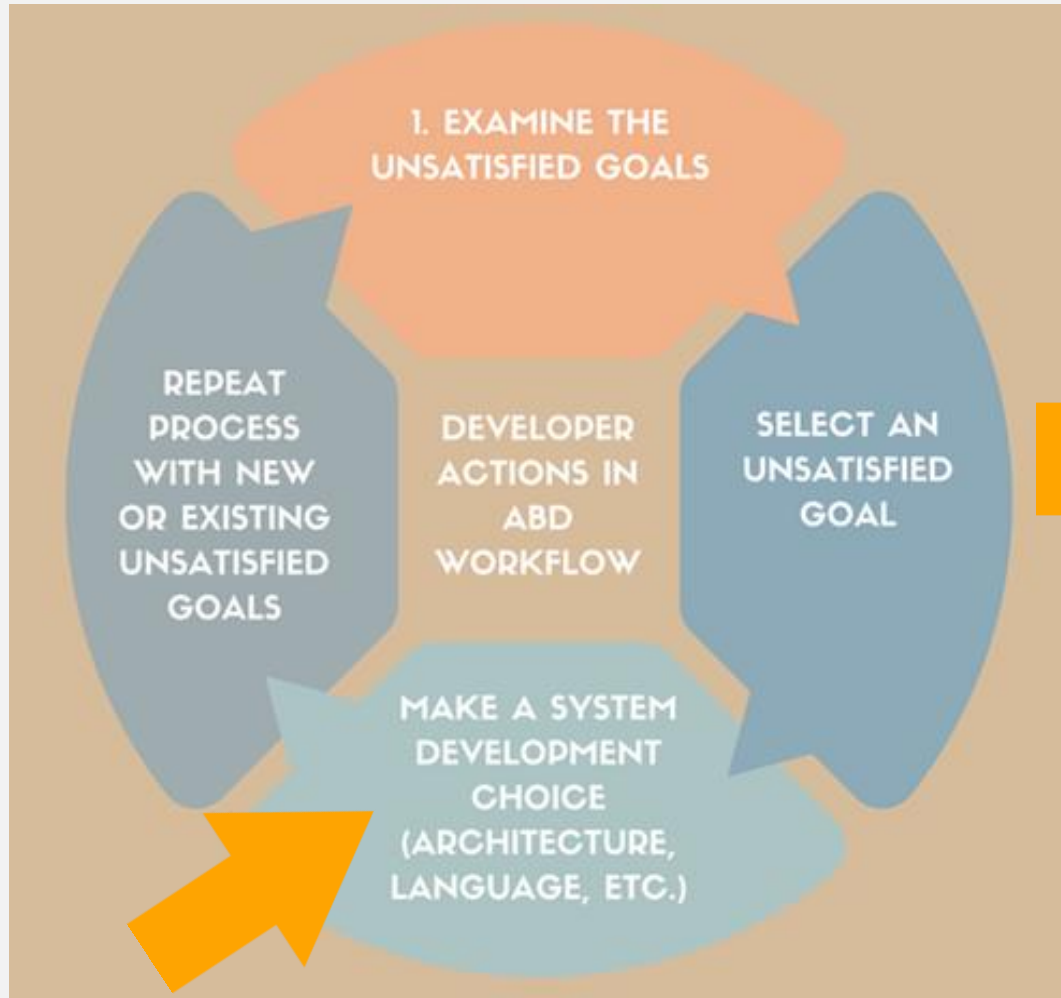 1. EXAMINE THE
UNSATISFIED GOALS
SELECT AN
UNSATISFIED
GOAL
MAKE A SYSTEM
DEVELOPMENT
CHOICE
(ARCHITECTURE,
LANGUAGE, ETC.)
REPEAT
PROCESS
WITH NEW
OR EXISTING
UNSATISFIED
GOALS
DEVELOPER
ACTIONS IN
ABD
WORKFLOW